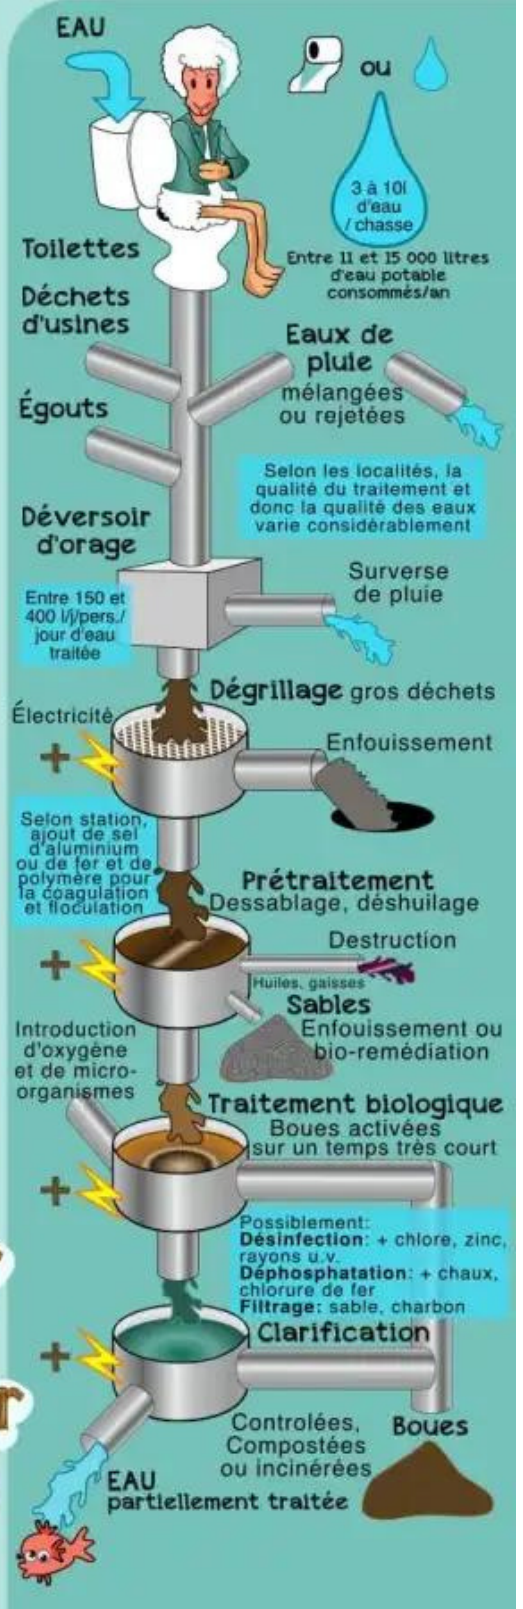 EAU
ou
3 à 10l
d'eau
/ chasse
Toilettes
Entre 11 et 15 000 litres
d'eau potable
consommés/an
Déchets
d'usines
Eaux de
pluie
mélangées
ou rejetées
Égouts
Selon les localités, la
qualité du traitement et
donc la qualité des eaux
varie considérablement
Déversoir
d'orage
Surverse
de pluie
Entre 150 et
400 l/j/pers./
jour d'eau
traitée
Dégrillage gros déchets
Électricité
+
Enfouissement
Selon station,
ajout de sel
d'aluminium
ou de fer et de
polymère pour
la coagulation
et floculation
Prétraitement
Dessablage, déshuilage
+
Destruction
Huiles, gaisses
Sables
Enfouissement ou
bio-remédiation
Introduction
d'oxygène
et de micro-
organismes
Traitement biologique
Boues activées
sur un temps très court
+
Possiblement:
Désinfection: + chlore, zinc,
rayons u.v.
Déphosphatation: + chaux,
chlorure de fer
Filtrage: sable, charbon
Clarification
+
Controlées,
Compostées
ou incinérées
Boues
EAU
partiellement traitée